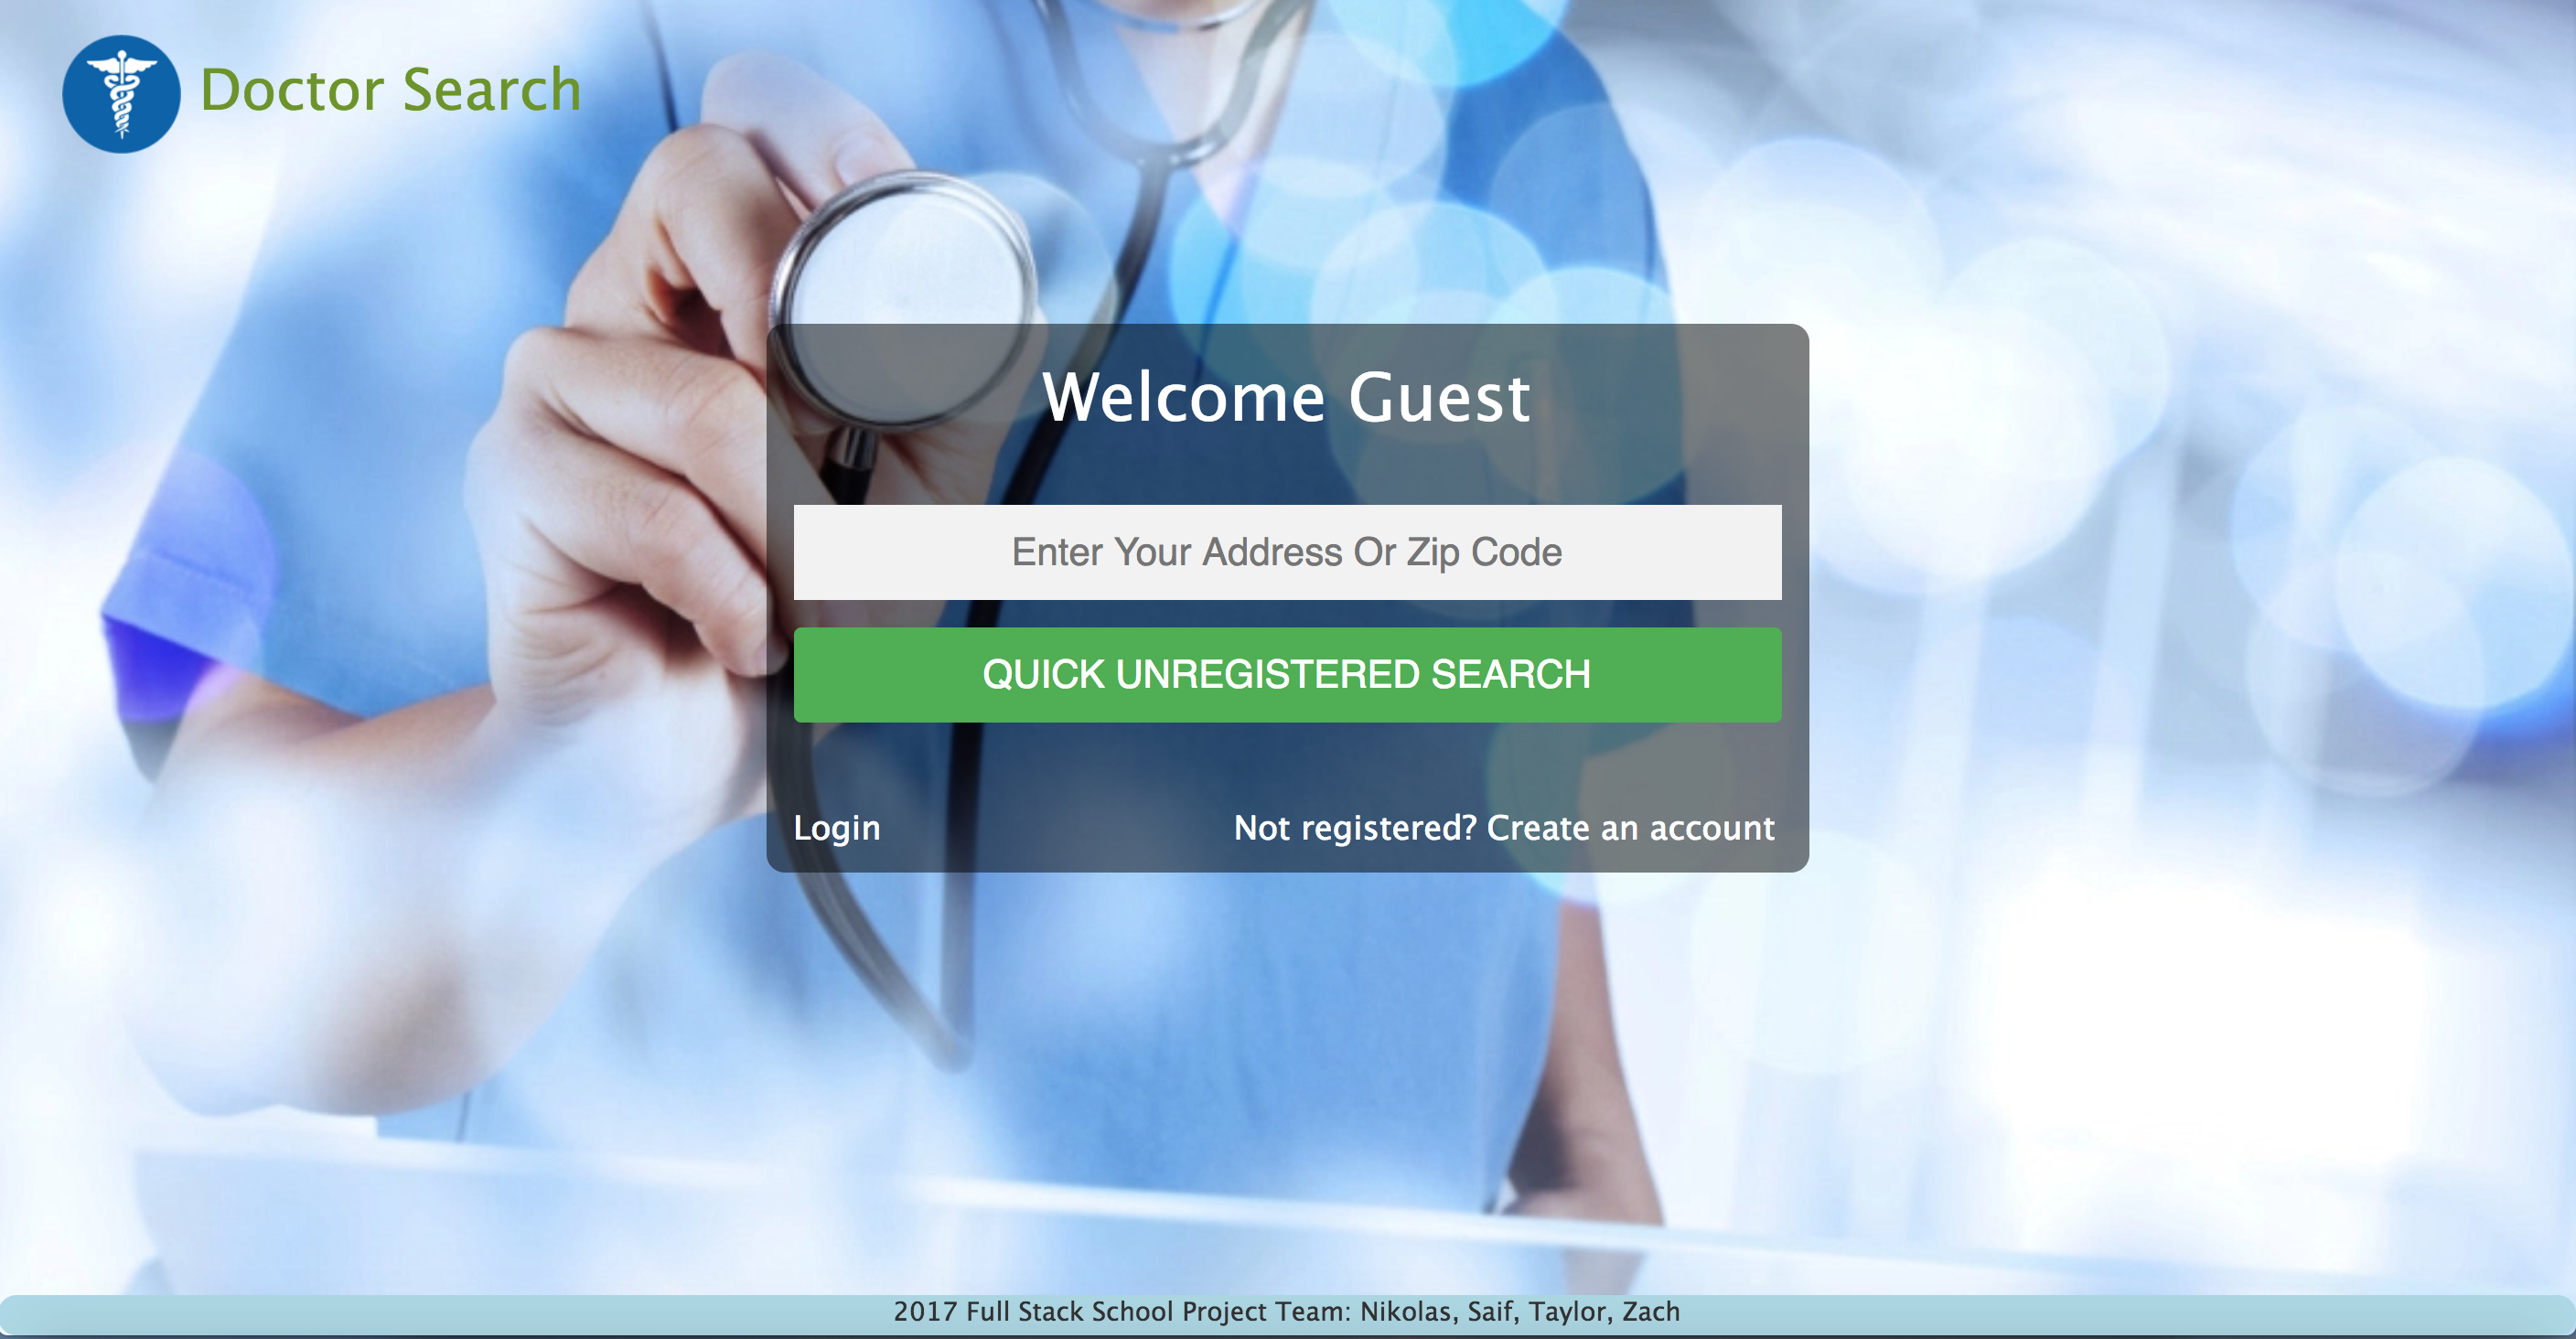 Doctor Search
Welcome Guest
Enter Your Address Or Zip Code
QUICK UNREGISTERED SEARCH
Login
Not registered? Create an account
2017 Full Stack School Project Team: Nikolas, Saif, Taylor, Zach